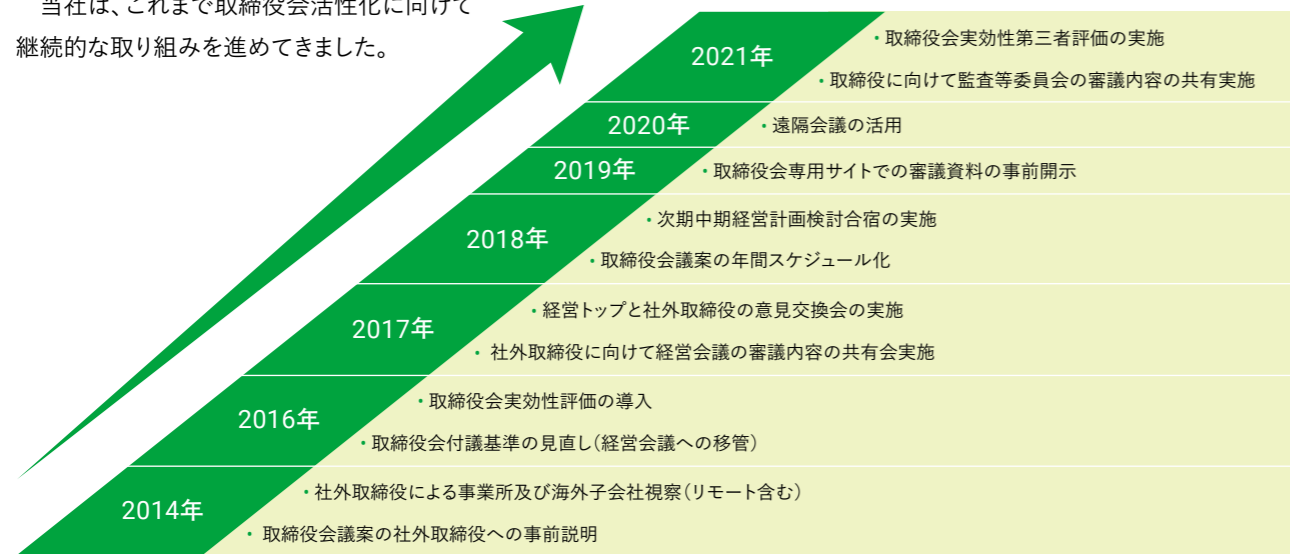 当社は、これまで取締役会活性化に向けて
継続的な取り組みを進めてきました。
2021年
・取締役会実効性第三者評価の実施
・取締役に向けて監査等委員会の審議内容の共有実施
2020年
・遠隔会議の活用
2019年
・取締役会専用サイトでの審議資料の事前開示
2018年
・次期中期経営計画検討合宿の実施
・取締役会議案の年間スケジュール化
2017年
・経営トップと社外取締役の意見交換会の実施
・社外取締役に向けて経営会議の審議内容の共有会実施
2016年
・取締役会実効性評価の導入
・取締役会付議基準の見直し(経営会議への移管)
2014年
・社外取締役による事業所及び海外子会社視察(リモート含む)
・取締役会議案の社外取締役への事前説明